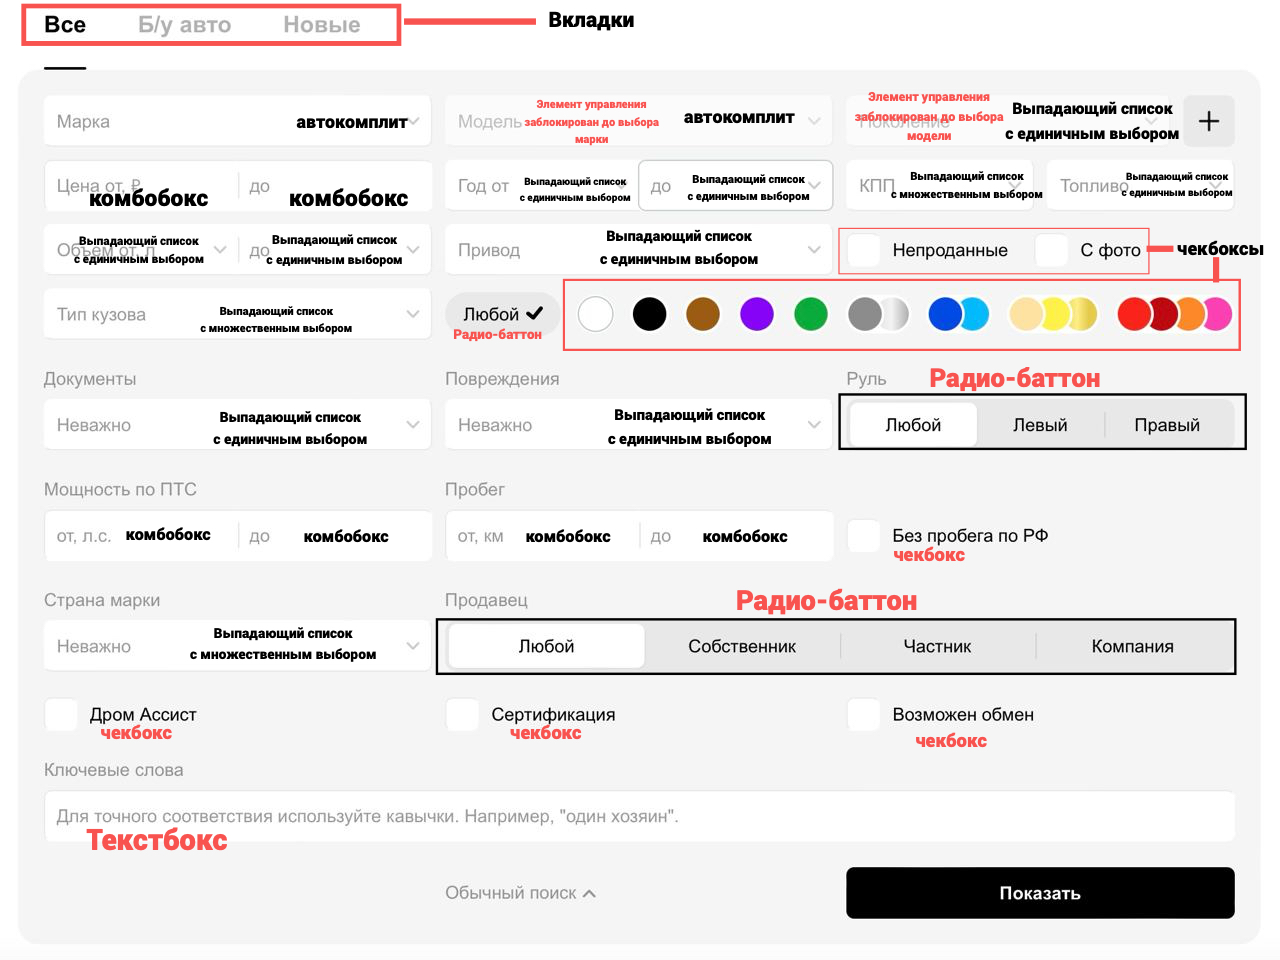 Все Б/у авто Новые Вкладки
Марка автокомплит
Модель Элемент управления
заблокирован до выбора
марки
автокомплит
Поколение Элемент управления
заблокирован до выбора
модели
Выпадающий список
с единичным выбором
+
Цена от, ₽ комбобокс
до комбобокс
Год от Выпадающий список
с единичным выбором
до Выпадающий список
с единичным выбором
КПП Выпадающий список
с множественным выбором
Топливо Выпадающий список
с единичным выбором
Объем от, л Выпадающий список
с единичным выбором
до Выпадающий список
с единичным выбором
Привод Выпадающий список
с единичным выбором
Непроданные С фото чекбоксы
Тип кузова Выпадающий список
с множественным выбором
Любой
Радио-баттон
Документы Повреждения Руль Радио-баттон
Неважно Выпадающий список
с единичным выбором
Неважно Выпадающий список
с единичным выбором
Любой Левый Правый
Мощность по ПТС Пробег
от, л.с. комбобокс до комбобокс
от, км комбобокс до комбобокс
Без пробега по РФ
чекбокс
Страна марки Продавец Радио-баттон
Неважно Выпадающий список
с множественным выбором
Любой Собственник Частник Компания
Дром Ассист Сертификация Возможен обмен
чекбокс чекбокс чекбокс
Ключевые слова
Для точного соответствия используйте кавычки. Например, "один хозяин".
Текстбокс
Обычный поиск Показать